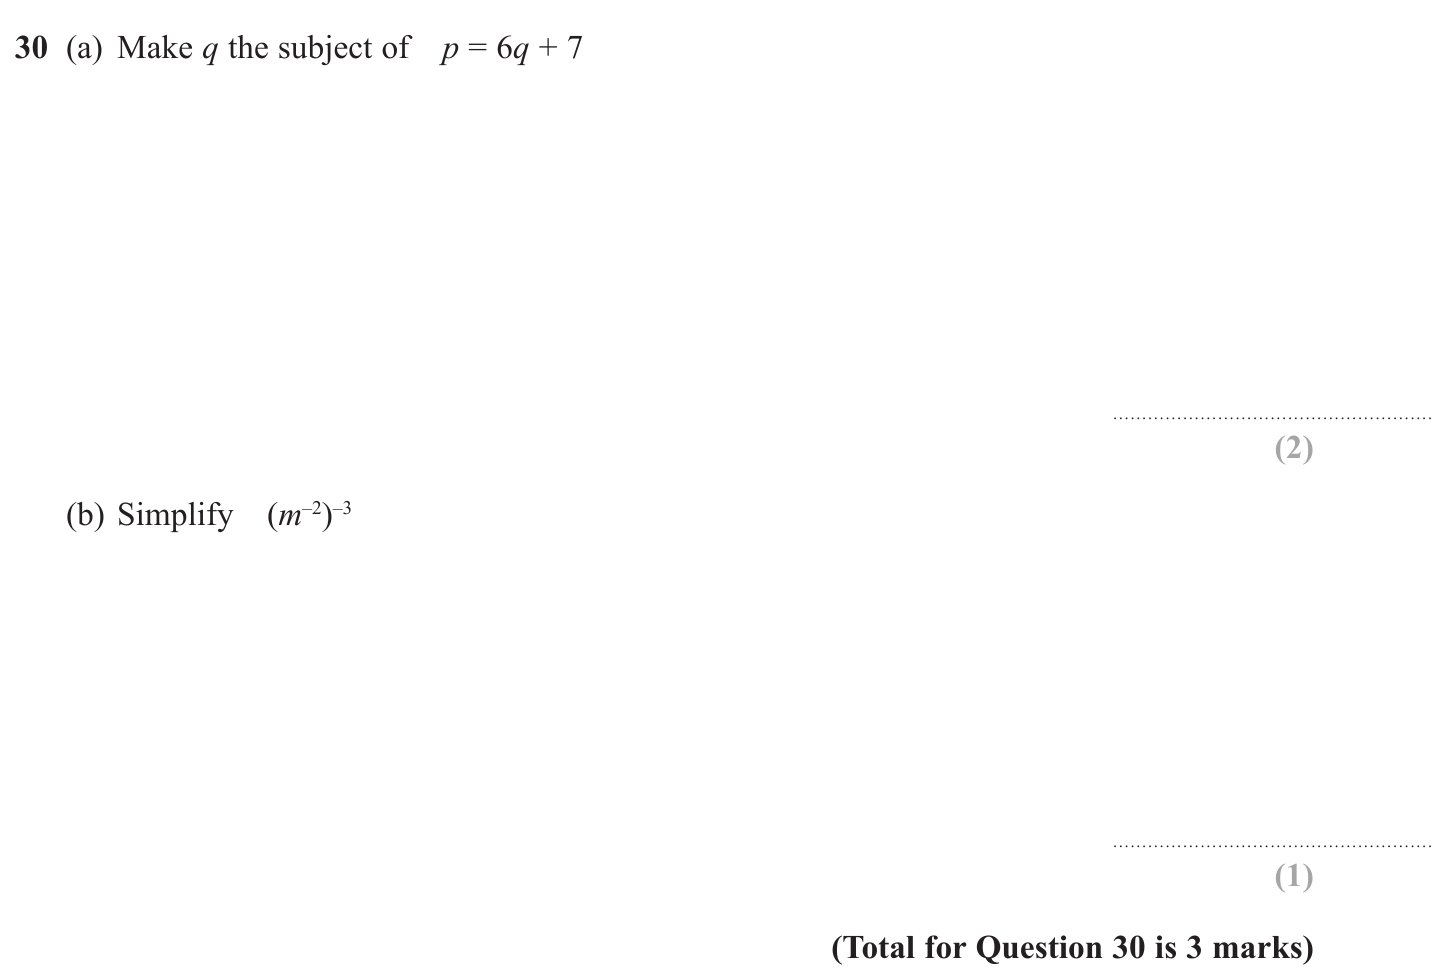 30 (a) Make q the subject of p = 6q + 7
(2)
(b) Simplify (m⁻²)⁻³
(1)
(Total for Question 30 is 3 marks)